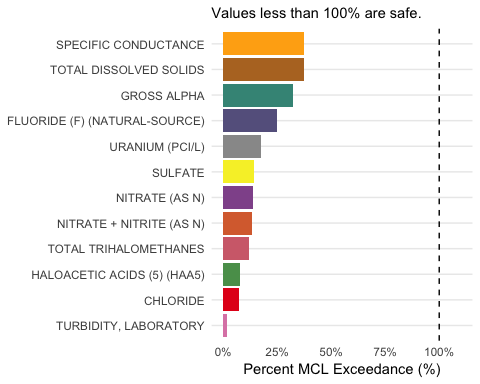 Values less than 100% are safe.
SPECIFIC CONDUCTANCE
TOTAL DISSOLVED SOLIDS
GROSS ALPHA
FLUORIDE (F) (NATURAL-SOURCE)
URANIUM (PCI/L)
SULFATE
NITRATE (AS N)
NITRATE + NITRITE (AS N)
TOTAL TRIHALOMETHANES
HALOACETIC ACIDS (5) (HAA5)
CHLORIDE
TURBIDITY, LABORATORY
0% 25% 50% 75% 100%
Percent MCL Exceedance (%)